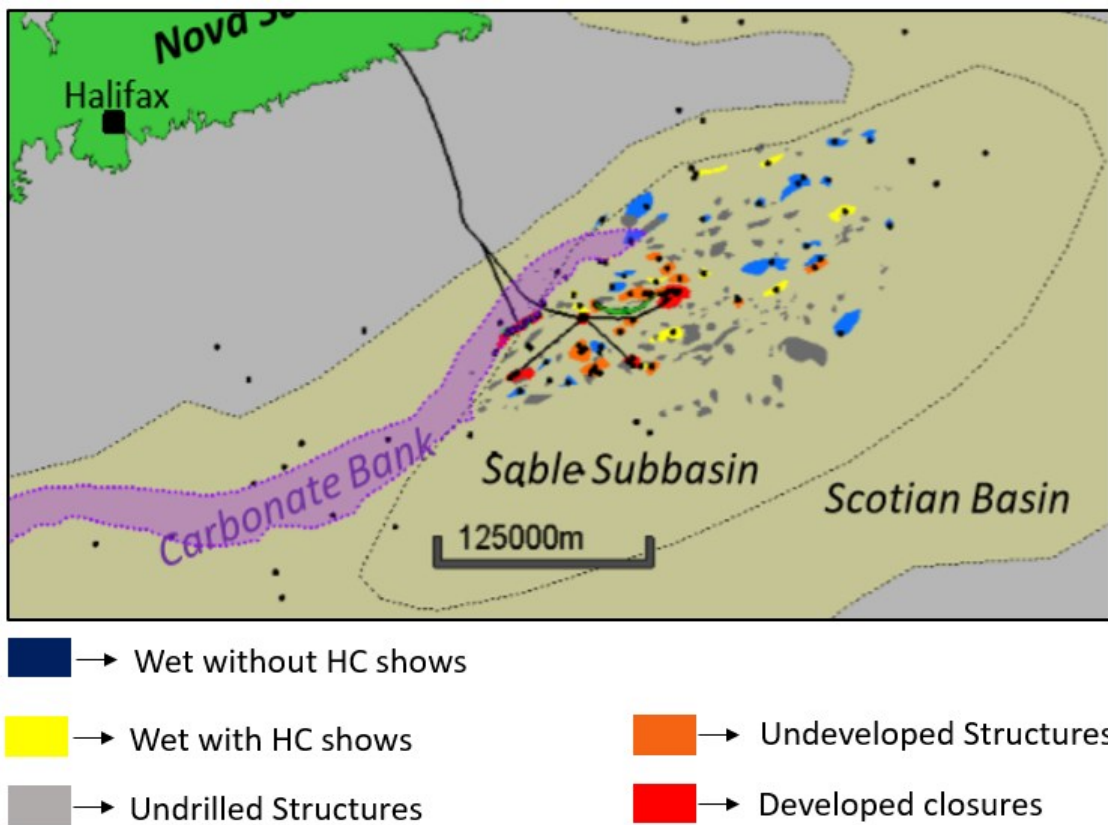 Nova S
Halifax
Carbonate Bank
Sable Subbasin
Scotian Basin
125000m
Wet without HC shows
Wet with HC shows
Undeveloped Structures
Undrilled Structures
Developed closures